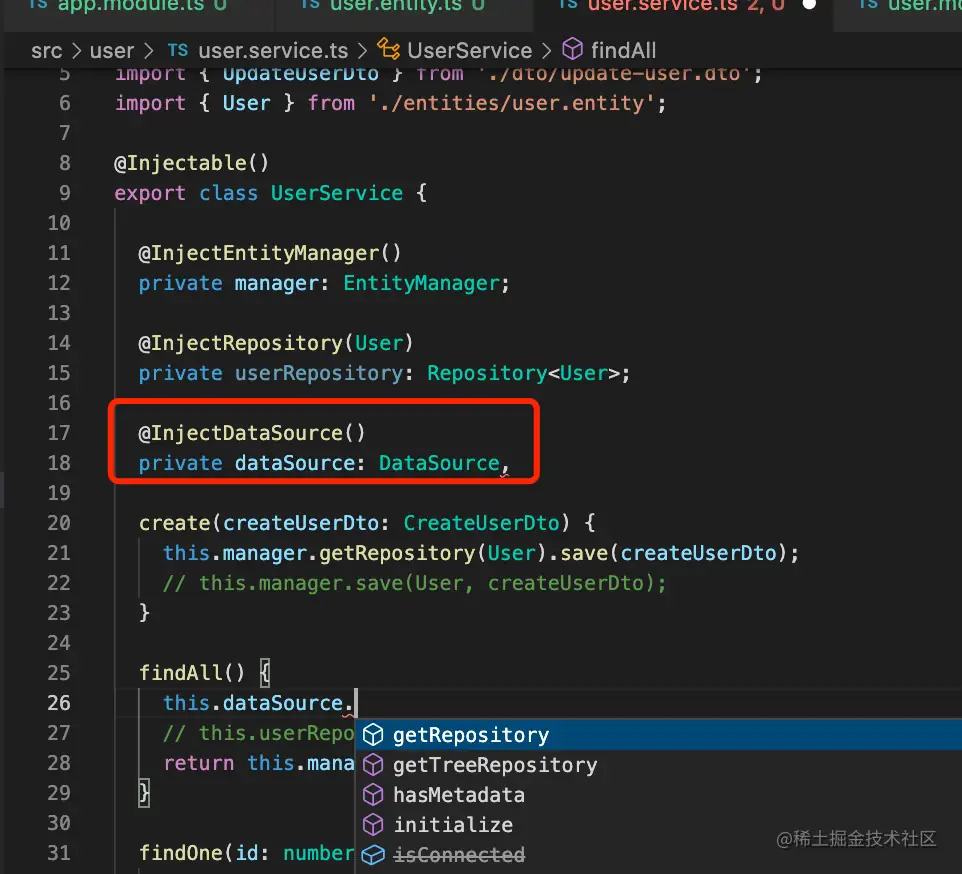 TS app.module.ts U TS user.entity.ts U TS user.service.ts 2, U TS user.mo
src > user > TS user.service.ts > UserService > findAll
5 import { UpdateUserDto } from './dto/update-user.dto';
6 import { User } from './entities/user.entity';
7
8 @Injectable()
9 export class UserService {
10
11 @InjectEntityManager()
12 private manager: EntityManager;
13
14 @InjectRepository(User)
15 private userRepository: Repository<User>;
16
17 @InjectDataSource()
18 private dataSource: DataSource,
19
20 create(createUserDto: CreateUserDto) {
21 this.manager.getRepository(User).save(createUserDto);
22 // this.manager.save(User, createUserDto);
23 }
24
25 findAll() {
26 this.dataSource.
27 // this.userRepo
getRepository
28 return this.mana
getTreeRepository
29 }
hasMetadata
30
initialize
31 findOne(id: number
isConnected
@稀土掘金技术社区